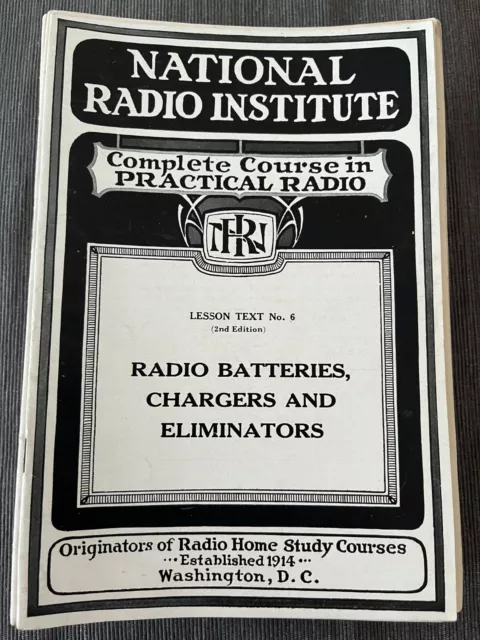 NATIONAL
RADIO INSTITUTE
Complete Course in
PRACTICAL RADIO
NRI
LESSON TEXT No. 6
(2nd Edition)
RADIO BATTERIES,
CHARGERS AND
ELIMINATORS
Originators of Radio Home Study Courses
...Established 1914...
Washington, D. C.